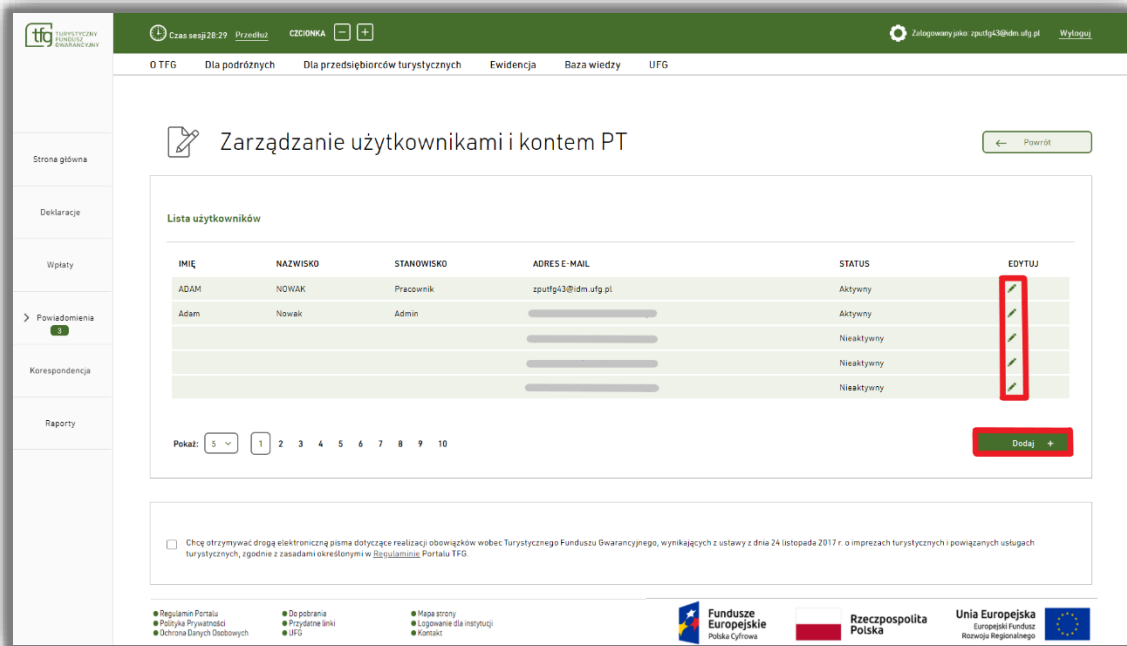 tfg TURYSTYCZNY
FUNDUSZ
GWARANCYJNY
Czas sesji 28:29 Przedłuż CZCIONKA − +
Zalogowany jako: zputfg43@idm.ufg.pl Wyloguj
O TFG Dla podróżnych Dla przedsiębiorców turystycznych Ewidencja Baza wiedzy UFG
Strona główna
Deklaracje
Wpłaty
Powiadomienia
3
Korespondencja
Raporty
Zarządzanie użytkownikami i kontem PT
← Powrót
Lista użytkowników
IMIĘ NAZWISKO STANOWISKO ADRES E-MAIL STATUS EDYTUJ
ADAM NOWAK Pracownik zputfg43@idm.ufg.pl Aktywny
Adam Nowak Admin Aktywny
Nieaktywny
Nieaktywny
Nieaktywny
Pokaż: 5 1 2 3 4 5 6 7 8 9 10
Dodaj +
Chcę otrzymywać drogą elektroniczną pisma dotyczące realizacji obowiązków wobec Turystycznego Funduszu Gwarancyjnego, wynikających z ustawy z dnia 24 listopada 2017 r. o imprezach turystycznych i powiązanych usługach
turystycznych, zgodnie z zasadami określonymi w Regulaminie Portalu TFG.
Regulamin Portalu
Polityka Prywatności
Ochrona Danych Osobowych
Do pobrania
Przydatne linki
UFG
Mapa strony
Logowanie dla instytucji
Kontakt
Fundusze
Europejskie
Polska Cyfrowa
Rzeczpospolita
Polska
Unia Europejska
Europejski Fundusz
Rozwoju Regionalnego